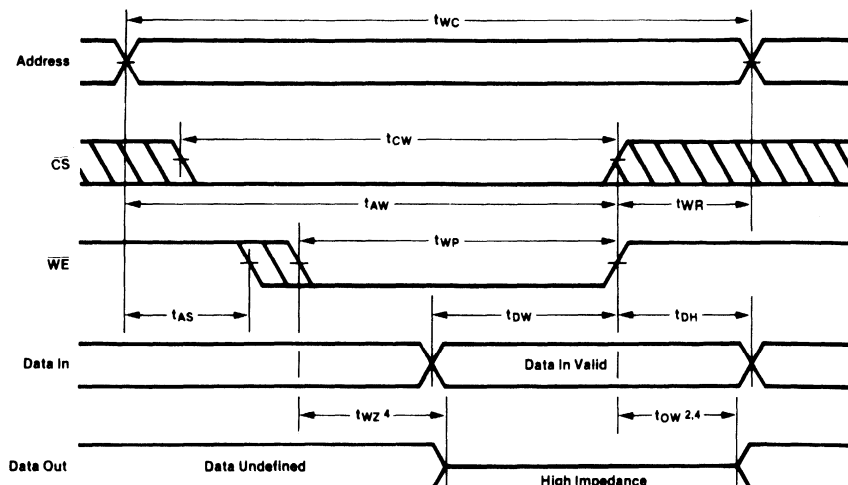 tWC
Address
tCW
CS
tAW
tWR
tWP
WE
tAS
tDW
tDH
Data In
Data In Valid
tWZ 4
tOW 2,4
Data Out
Data Undefined
High Impedance